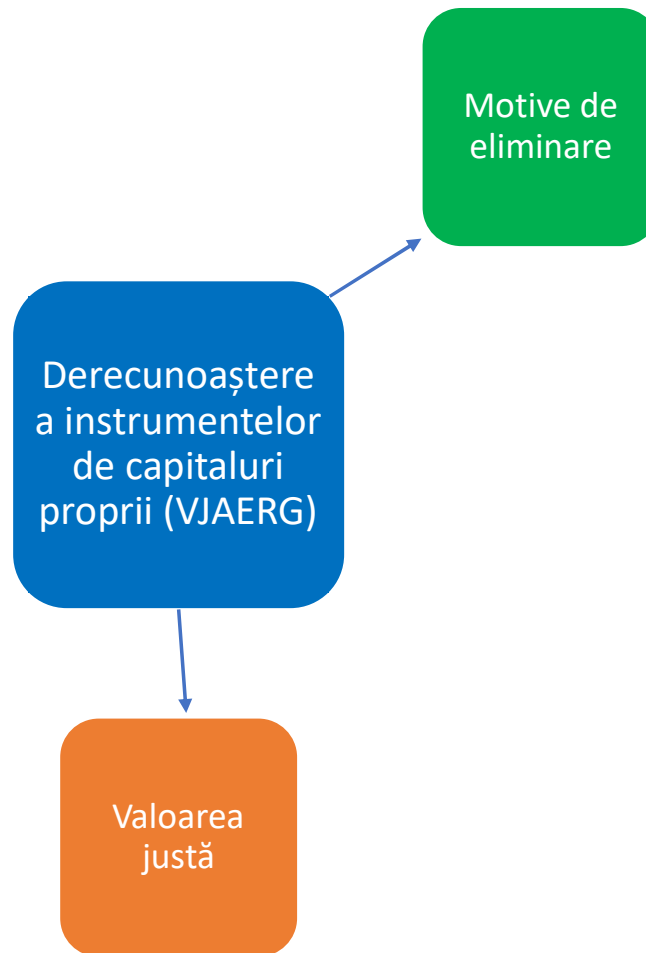 Motive de
eliminare
Derecunoaștere
a instrumentelor
de capitaluri
proprii (VJAERG)
Valoarea
justă